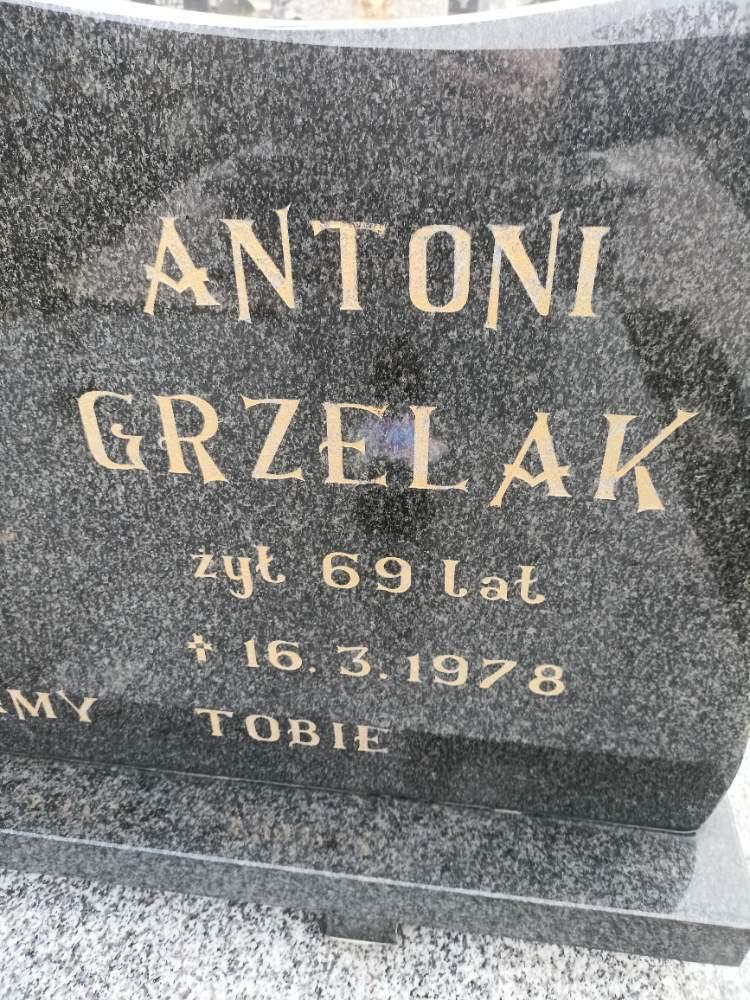 ANTONI
GRZELAK
żył 69 lat
✝ 16.3.1978
TOBIE